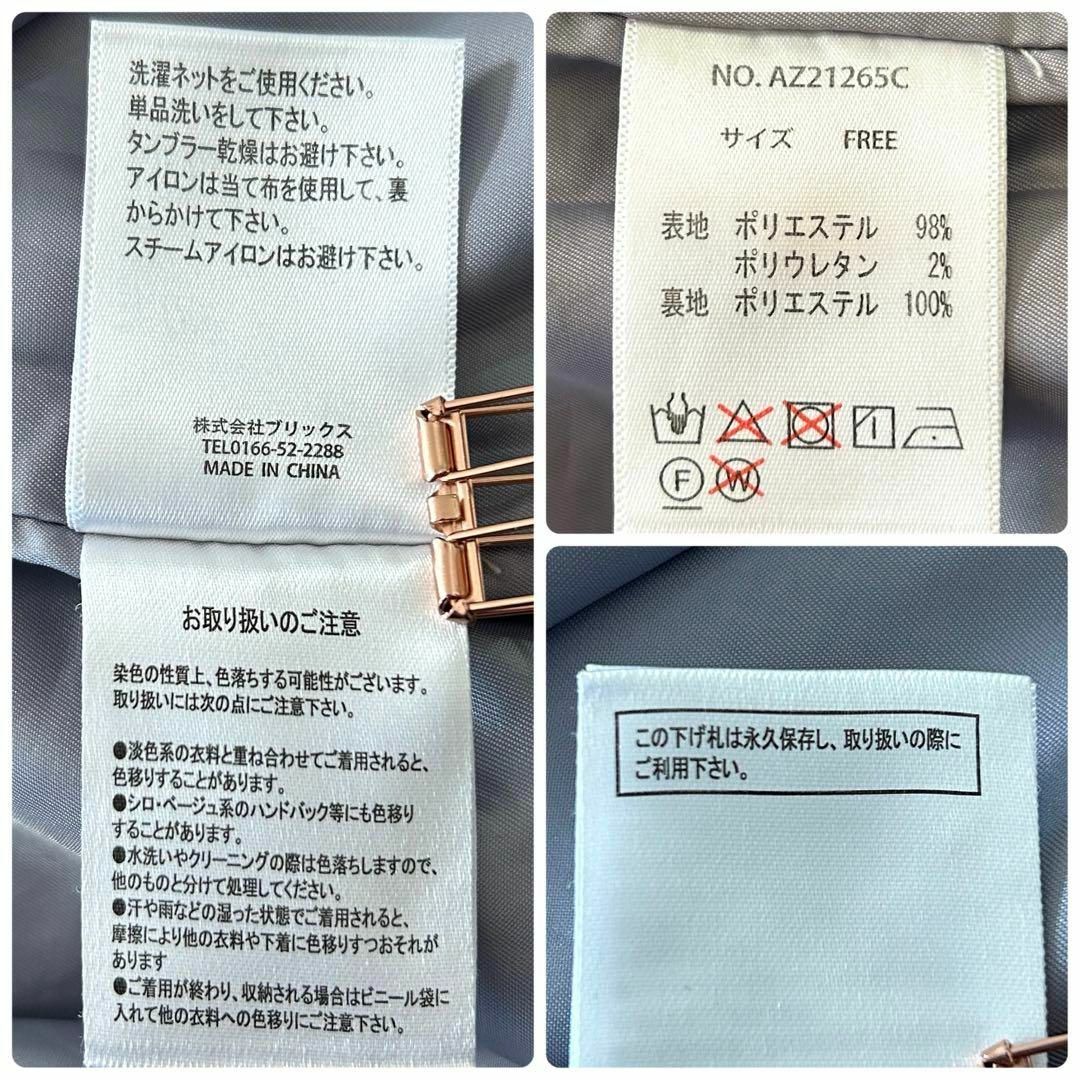 洗濯ネットをご使用ください。
単品洗いをして下さい。
タンブラー乾燥はお避け下さい。
アイロンは当て布を使用して、裏
からかけて下さい。
スチームアイロンはお避け下さい。
株式会社ブリックス
TEL0166-52-2288
MADE IN CHINA
お取り扱いのご注意
染色の性質上、色落ちする可能性がございます。
取り扱いには次の点にご注意下さい。
●淡色系の衣料と重ね合わせてご着用されると、
色移りすることがあります。
●シロ・ベージュ系のハンドバック等にも色移り
することがあります。
●水洗いやクリーニングの際は色落ちしますので、
他のものと分けて処理してください。
●汗や雨などの湿った状態でご着用されると、
摩擦により他の衣料や下着に色移りすつおそれが
あります
●ご着用が終わり、収納される場合はビニール袋に
入れて他の衣料への色移りにご注意下さい。
NO. AZ21265C
サイズ FREE
表地 ポリエステル 98%
ポリウレタン 2%
裏地 ポリエステル 100%
F W
この下げ札は永久保存し、取り扱いの際に
ご利用下さい。